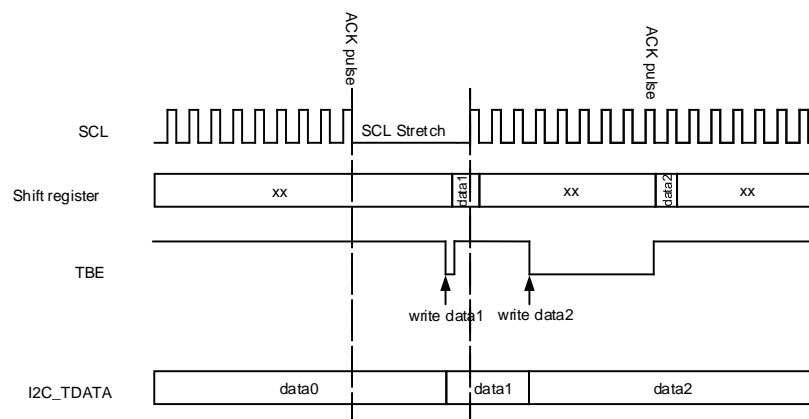 ACK pulse
ACK pulse
SCL
SCL Stretch
Shift register
xx
data1
xx
data2
xx
TBE
write data1
write data2
I2C_TDATA
data0
data1
data2